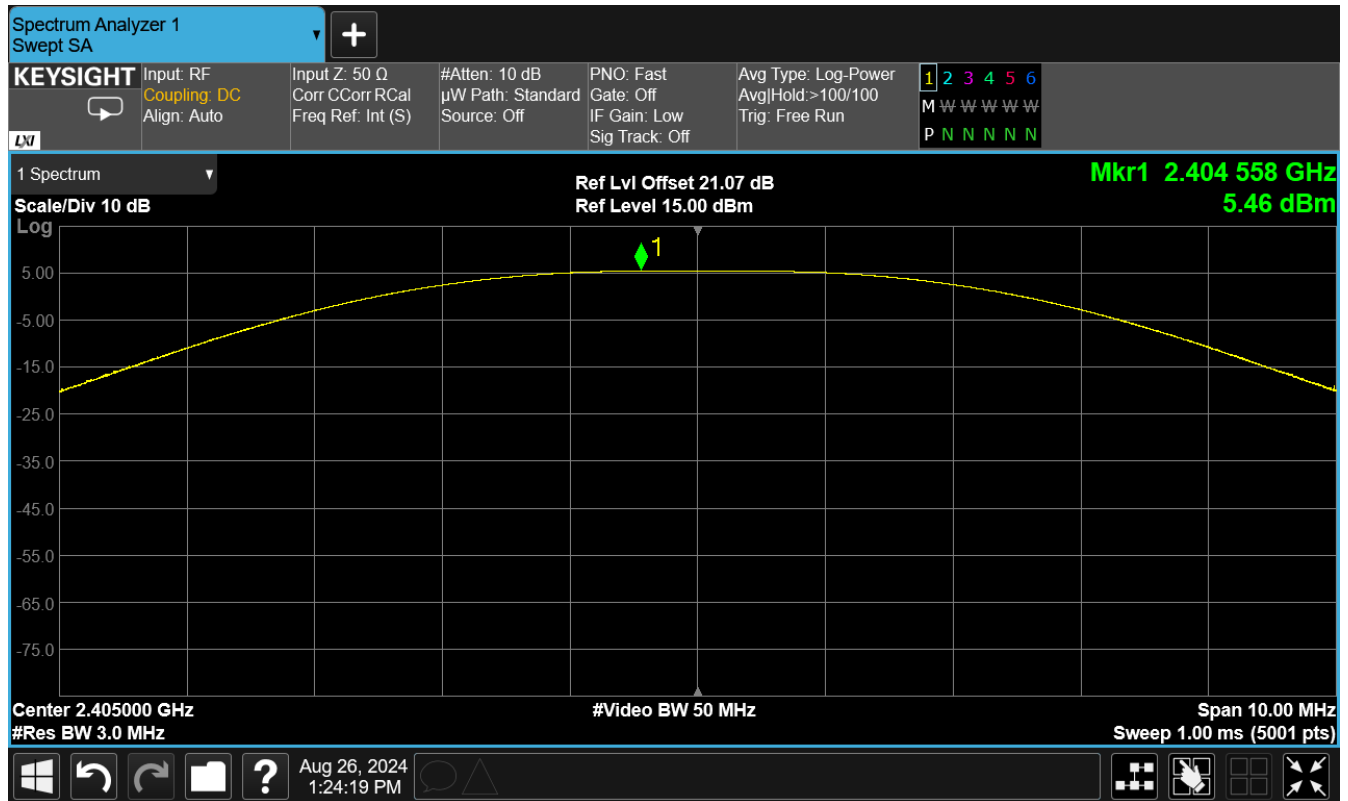 Spectrum Analyzer 1
Swept SA
KEYSIGHT
LXI
Input: RF
Coupling: DC
Align: Auto
Input Z: 50 Ω
Corr CCorr RCal
Freq Ref: Int (S)
#Atten: 10 dB
µW Path: Standard
Source: Off
PNO: Fast
Gate: Off
IF Gain: Low
Sig Track: Off
Avg Type: Log-Power
Avg|Hold:>100/100
Trig: Free Run
1 2 3 4 5 6
M W W W W W
P N N N N N
1 Spectrum
Scale/Div 10 dB
Log
Ref Lvl Offset 21.07 dB
Ref Level 15.00 dBm
Mkr1 2.404 558 GHz
5.46 dBm
1
5.00
-5.00
-15.0
-25.0
-35.0
-45.0
-55.0
-65.0
-75.0
Center 2.405000 GHz
#Res BW 3.0 MHz
#Video BW 50 MHz
Span 10.00 MHz
Sweep 1.00 ms (5001 pts)
?
Aug 26, 2024
1:24:19 PM